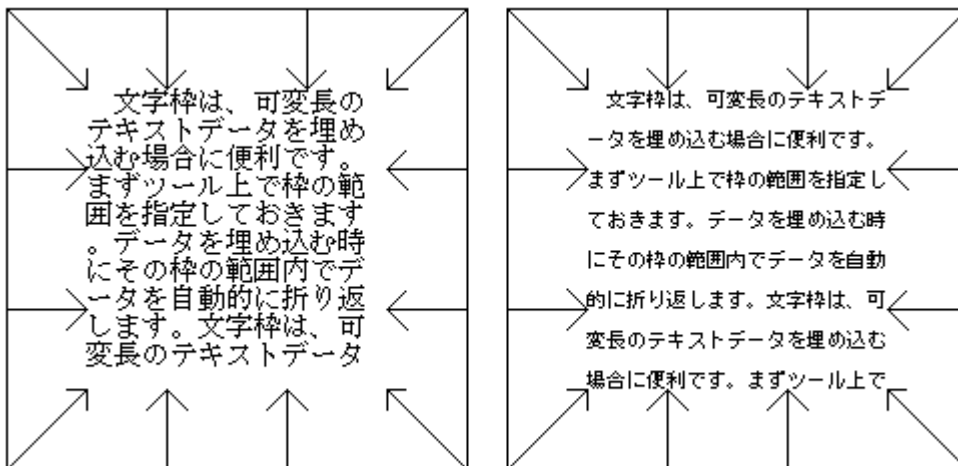 文字枠は、可変長の
テキストデータを埋め
込む場合に便利です。
まずツール上で枠の範
囲を指定しておきます
。データを埋め込む時
にその枠の範囲内でデ
ータを自動的に折り返
します。文字枠は、可
変長のテキストデータ
文字枠は、可変長のテキストデ
ータを埋め込む場合に便利です。
まずツール上で枠の範囲を指定し
ておきます。データを埋め込む時
にその枠の範囲内でデータを自動
的に折り返します。文字枠は、可
変長のテキストデータを埋め込む
場合に便利です。まずツール上で